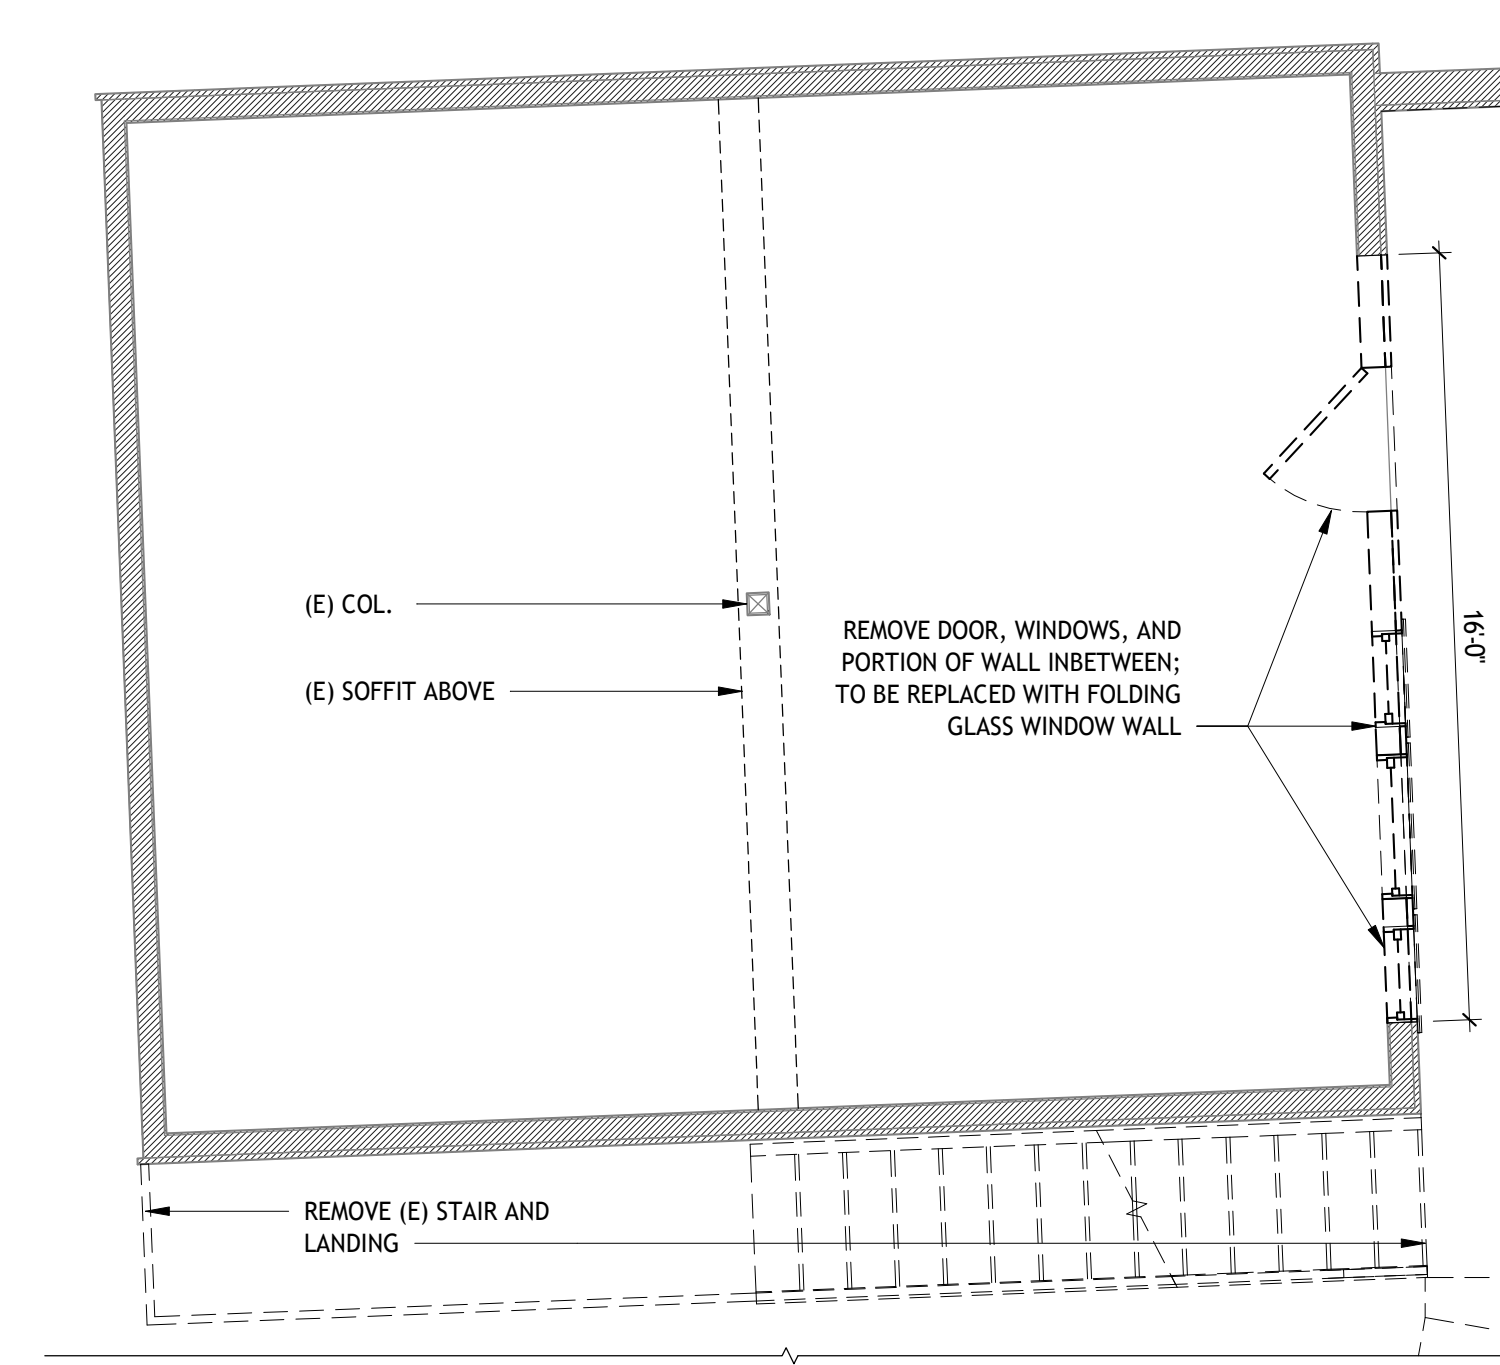 (E) COL.
(E) SOFFIT ABOVE
REMOVE DOOR, WINDOWS, AND
PORTION OF WALL INBETWEEN;
TO BE REPLACED WITH FOLDING
GLASS WINDOW WALL
16'-0"
REMOVE (E) STAIR AND
LANDING